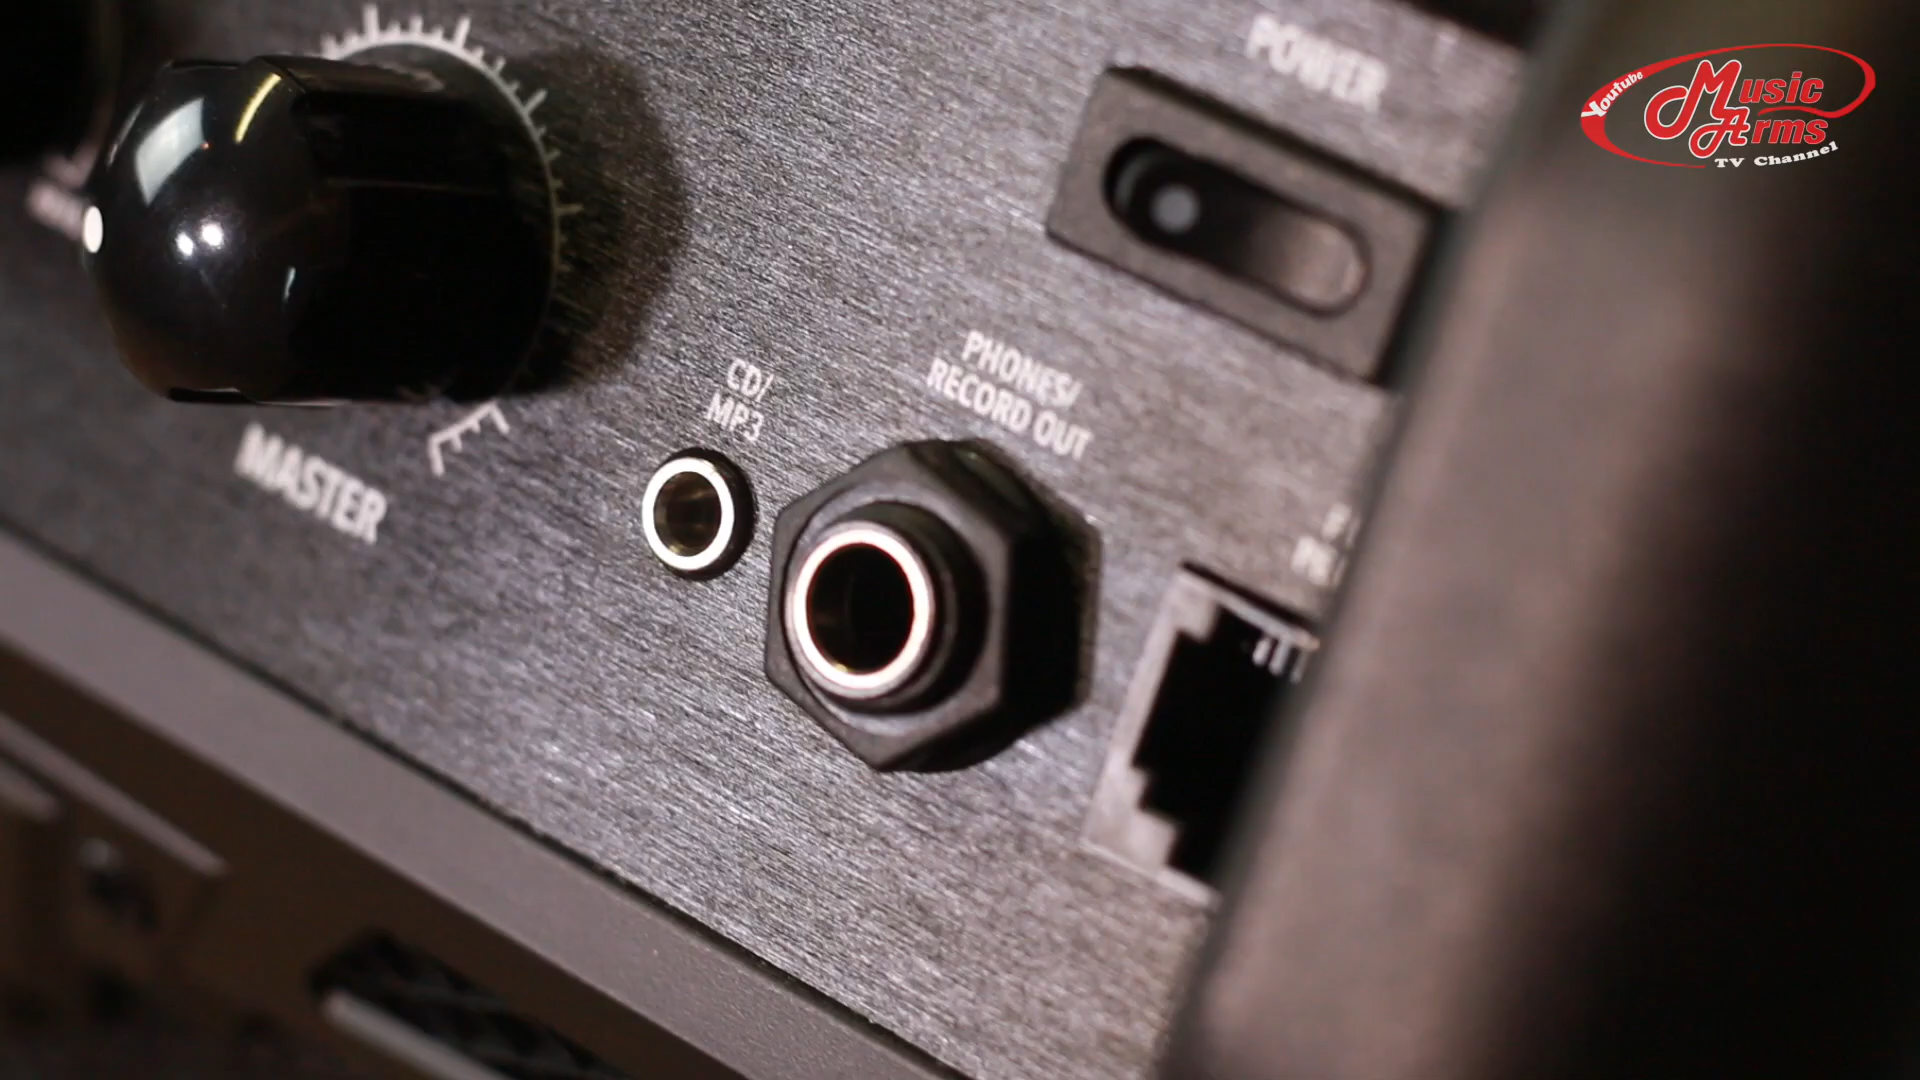 POWER
Youtube
Music
Arms
TV Channel
PHONES/
RECORD OUT
CD/
MP3
MASTER